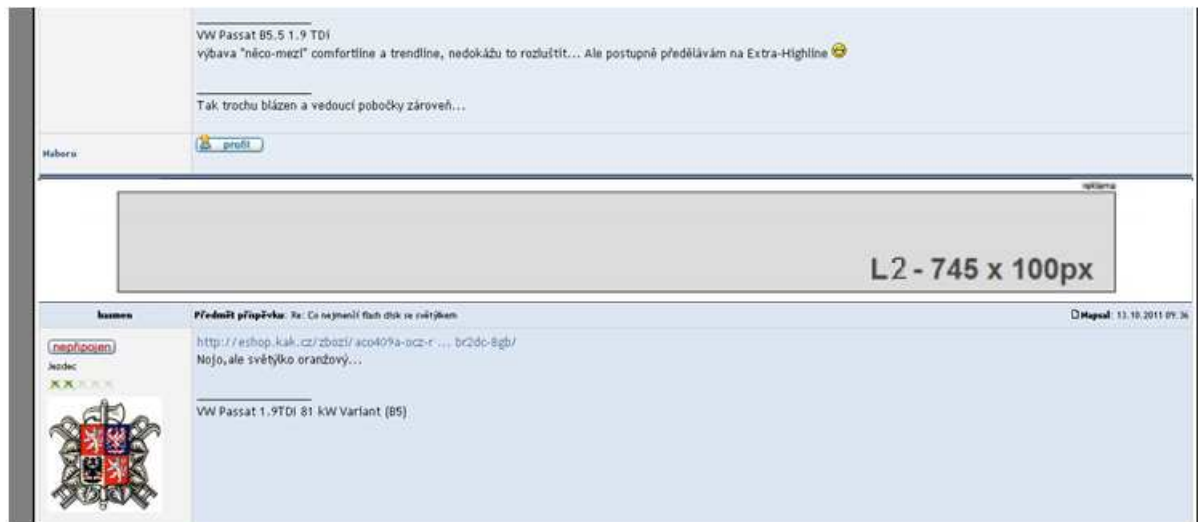 VW Passat B5.5 1.9 TDi
výbava "něco-mezi" comfortline a trendline, nedokážu to rozluštit... Ale postupně předělávám na Extra-Highline
Tak trochu blázen a vedoucí pobočky zároveň...
Nahoru
profil
reklama
L2 - 745 x 100px
Předmět příspěvku: Re: Co nejmenší flash disk se světýlkem
Napsal: 13.10.2011 09:36
nepřipojen
Jezdec
http://eshop.kak.cz/zbozi/aco409a-ocz-r ... br2dc-8gb/
Nojo,ale světýlko oranžový...
VW Passat 1.9TDI 81 kW Variant (B5)